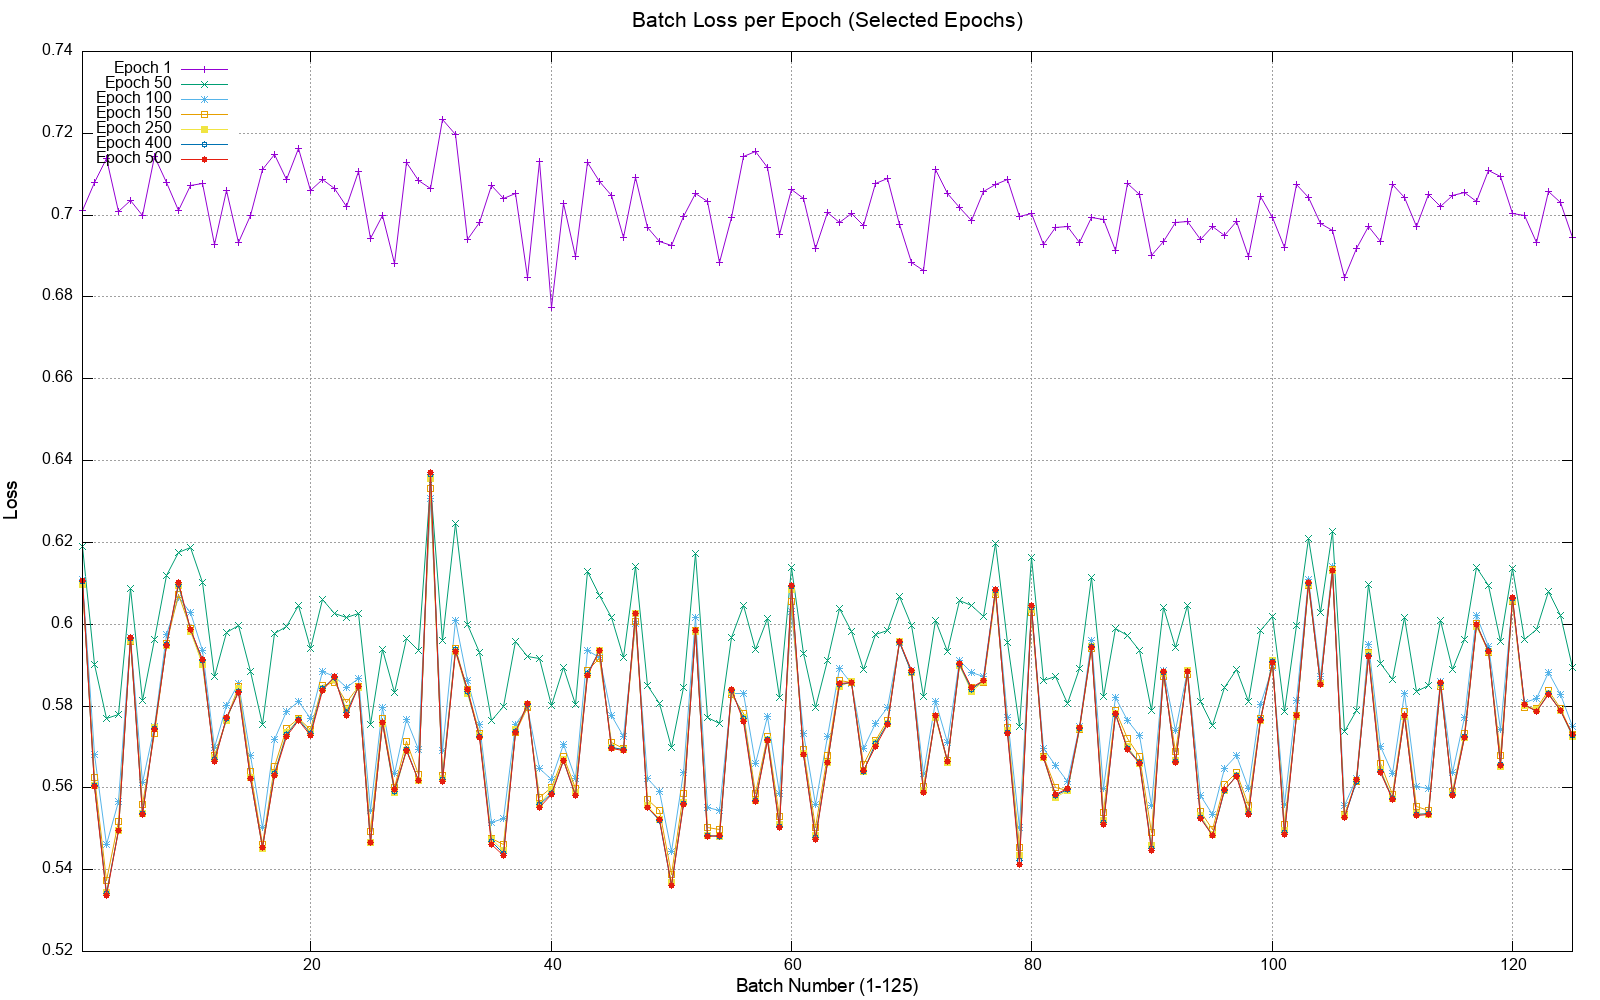 Batch Loss per Epoch (Selected Epochs)
0.74
0.72
0.7
0.68
0.66
0.64
0.62
0.6
0.58
0.56
0.54
0.52
Loss
Epoch 1
Epoch 50
Epoch 100
Epoch 150
Epoch 250
Epoch 400
Epoch 500
20 40 60 80 100 120
Batch Number (1-125)